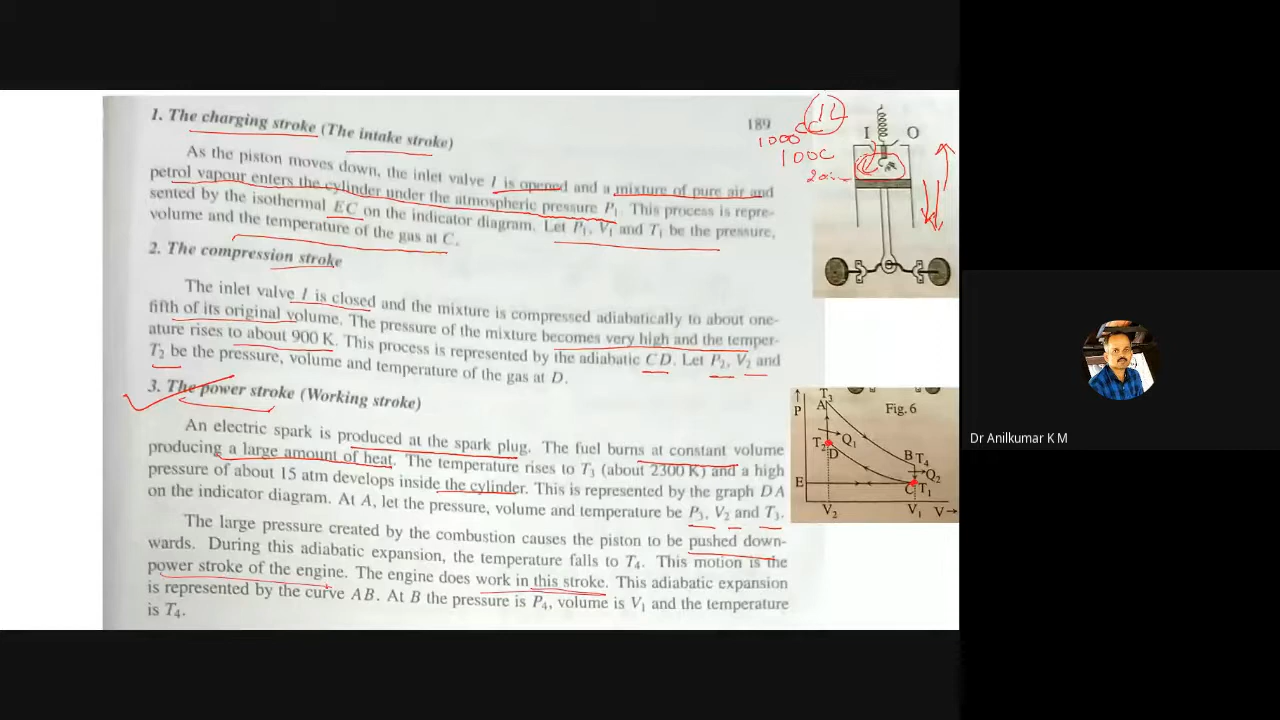 1. The charging stroke (The intake stroke)
189
As the piston moves down, the inlet valve I is opened and a mixture of pure air and
petrol vapour enters the cylinder under the atmospheric pressure P1. This process is repre-
sented by the isothermal EC on the indicator diagram. Let P1, V1 and T1 be the pressure,
volume and the temperature of the gas at C.
2. The compression stroke
The inlet valve I is closed and the mixture is compressed adiabatically to about one-
fifth of its original volume. The pressure of the mixture becomes very high and the temper-
ature rises to about 900 K. This process is represented by the adiabatic CD. Let P2, V2 and
T2 be the pressure, volume and temperature of the gas at D.
3. The power stroke (Working stroke)
An electric spark is produced at the spark plug. The fuel burns at constant volume
producing a large amount of heat. The temperature rises to T3 (about 2300 K) and a high
pressure of about 15 atm develops inside the cylinder. This is represented by the graph DA
on the indicator diagram. At A, let the pressure, volume and temperature be P3, V2 and T3.
The large pressure created by the combustion causes the piston to be pushed down-
wards. During this adiabatic expansion, the temperature falls to T4. This motion is the
power stroke of the engine. The engine does work in this stroke. This adiabatic expansion
is represented by the curve AB. At B the pressure is P4, volume is V1 and the temperature
is T4.
1L
1000 CC
100C
I O
T3
P A Fig. 6
Q1
T2 D
B T4
Q2
E C T1
V2 V1 V
Dr Anilkumar K M